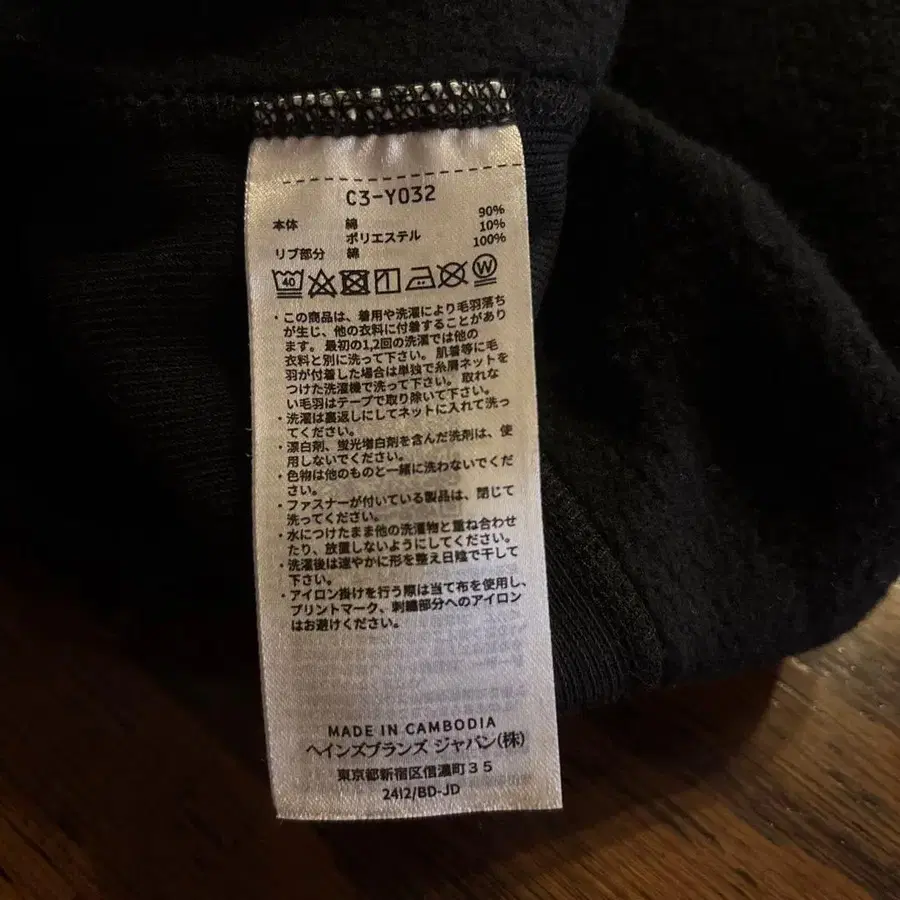 C3-Y032
本体 綿 90%
ポリエステル 10%
リブ部分 綿 100%
40 W
・この商品は、着用や洗濯により毛羽落ち
が生じ、他の衣料に付着することがあり
ます。最初の1,2回の洗濯では他の
衣料と別に洗って下さい。肌着等に毛
羽が付着した場合は単独で糸屑ネットを
つけた洗濯機で洗って下さい。取れな
い毛羽はテープで取り除いて下さい。
・洗濯は裏返しにしてネットに入れて洗っ
てください。
・漂白剤、蛍光増白剤を含んだ洗剤は、使
用しないでください。
・色物は他のものと一緒に洗わないでくだ
さい。
・ファスナーが付いている製品は、閉じて
洗ってください。
・水につけたまま他の洗濯物と重ね合わせ
たり、放置しないようにしてください。
・洗濯後は速やかに形を整え日陰で干して
下さい。
・アイロン掛けを行う際は当て布を使用し、
プリントマーク、刺繍部分へのアイロン
はお避けください。
MADE IN CAMBODIA
ヘインズブランズ ジャパン(株)
東京都新宿区信濃町35
2412/BD-JD